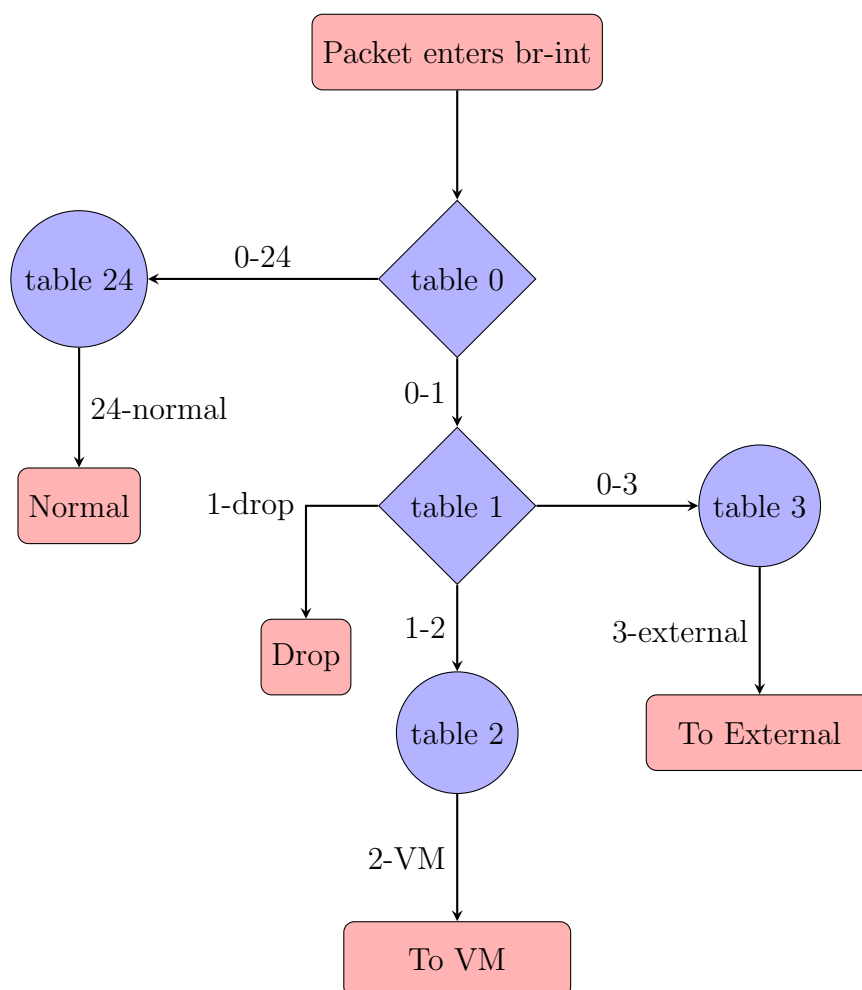 Packet enters br-int
0-24
table 24
table 0
0-1
24-normal
0-3
1-drop
Normal
table 1
table 3
1-2
3-external
Drop
table 2
To External
2-VM
To VM